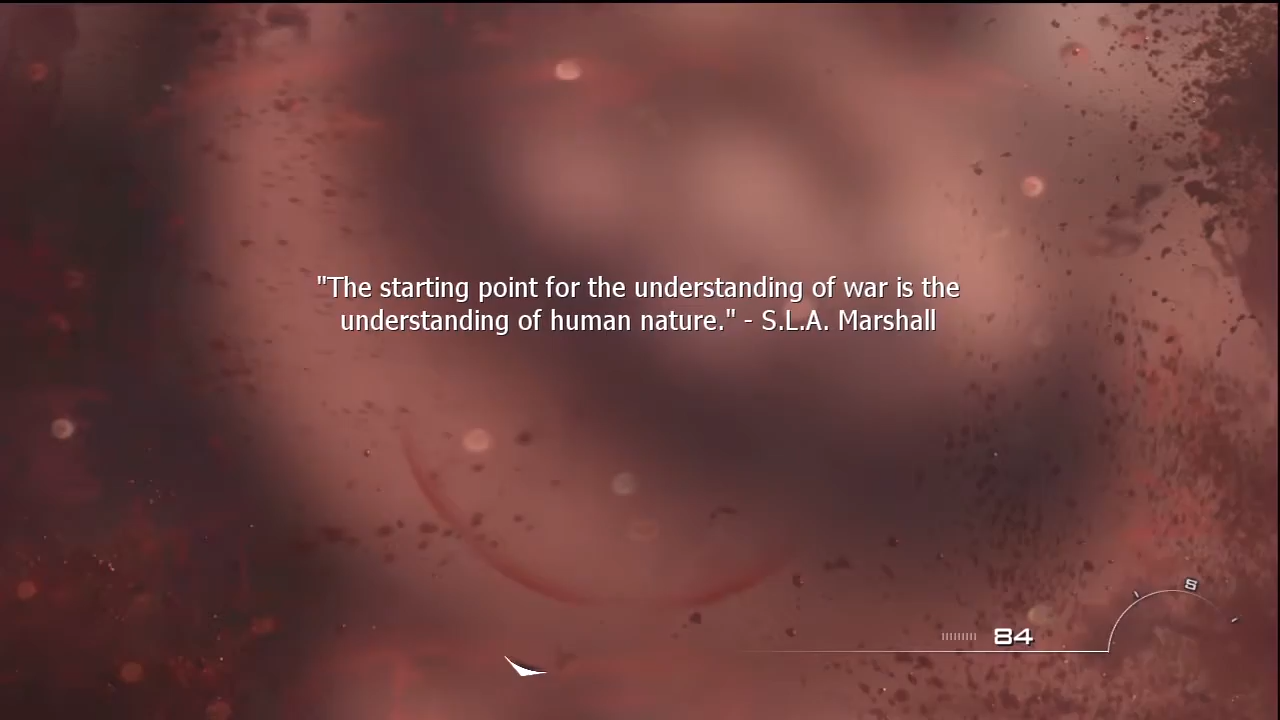 "The starting point for the understanding of war is the
understanding of human nature." - S.L.A. Marshall
S
84